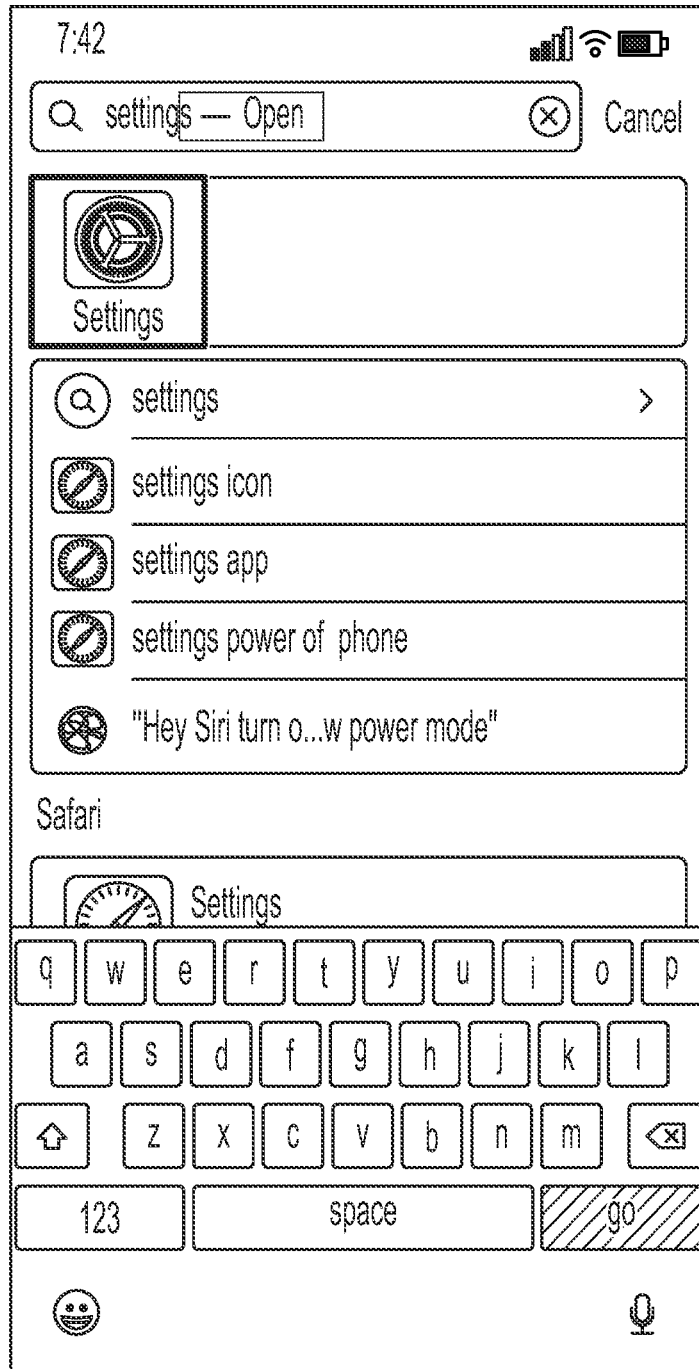 7:42
settings — Open
Cancel
Settings
settings
settings icon
settings app
settings power of phone
"Hey Siri turn o...w power mode"
Safari
Settings
q w e r t y u i o p
a s d f g h j k l
z x c v b n m
123 space go